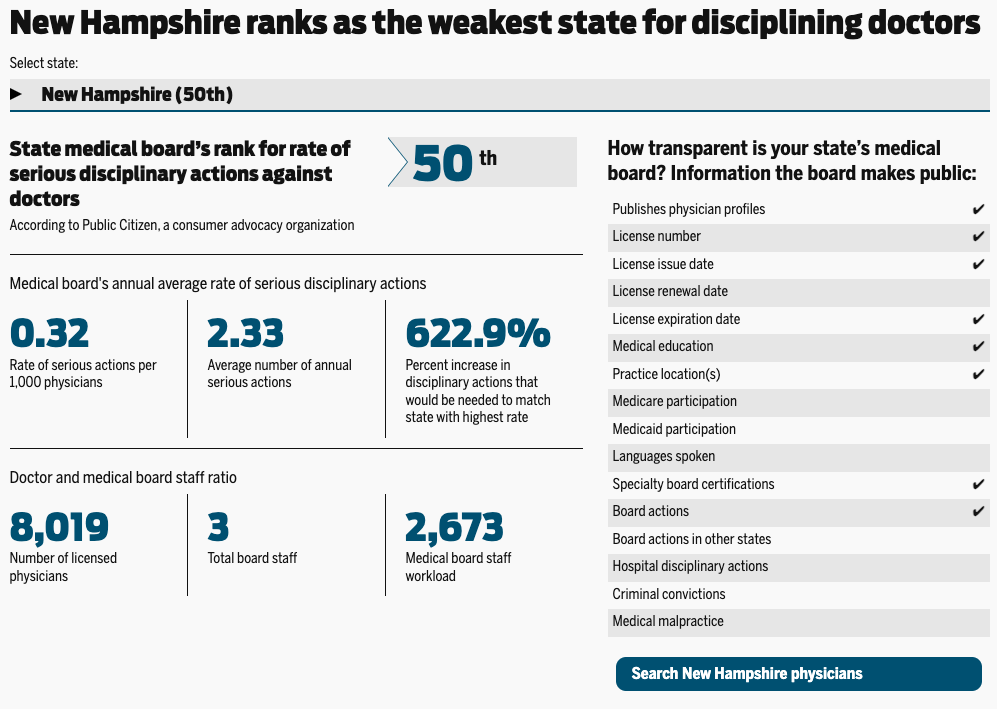 New Hampshire ranks as the weakest state for disciplining doctors
Select state:
▶ New Hampshire (50th)
State medical board's rank for rate of
serious disciplinary actions against
doctors
50 th
According to Public Citizen, a consumer advocacy organization
Medical board's annual average rate of serious disciplinary actions
0.32
Rate of serious actions per
1,000 physicians
2.33
Average number of annual
serious actions
622.9%
Percent increase in
disciplinary actions that
would be needed to match
state with highest rate
Doctor and medical board staff ratio
8,019
Number of licensed
physicians
3
Total board staff
2,673
Medical board staff
workload
How transparent is your state's medical
board? Information the board makes public:
Publishes physician profiles ✔
License number ✔
License issue date ✔
License renewal date
License expiration date ✔
Medical education ✔
Practice location(s) ✔
Medicare participation
Medicaid participation
Languages spoken
Specialty board certifications ✔
Board actions ✔
Board actions in other states
Hospital disciplinary actions
Criminal convictions
Medical malpractice
Search New Hampshire physicians